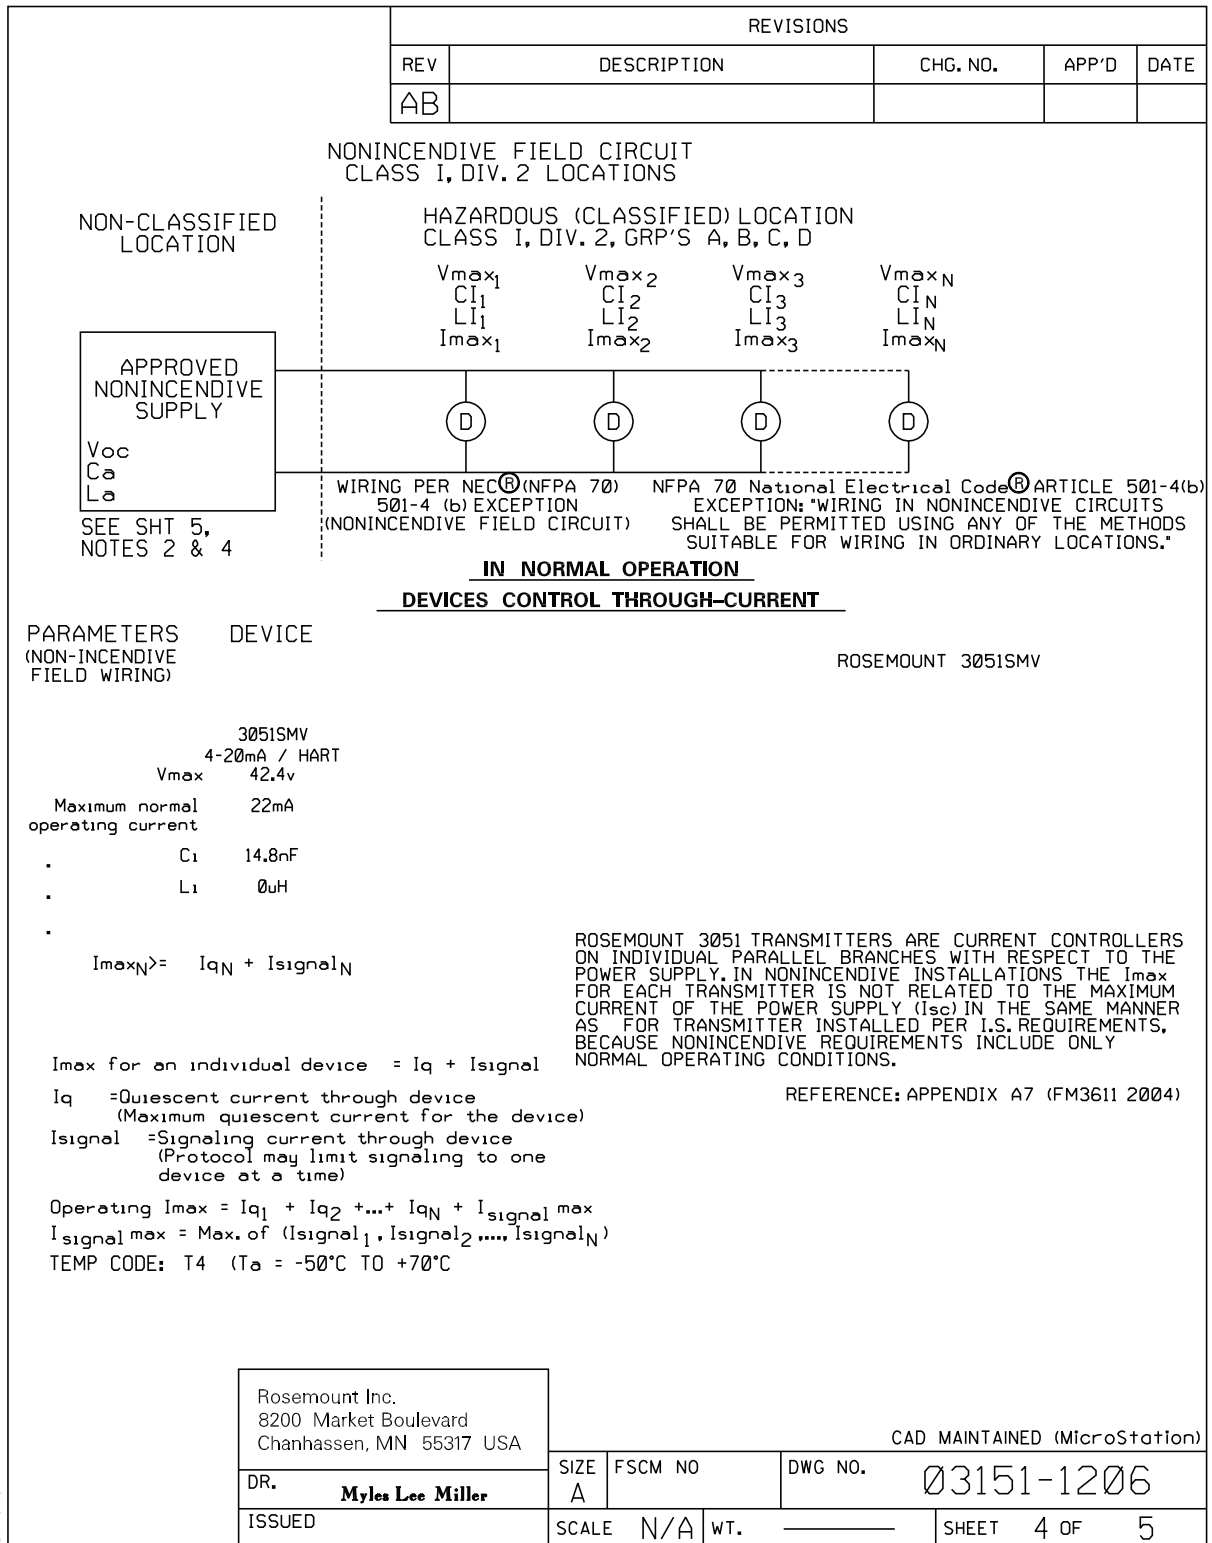 REVISIONS
REV DESCRIPTION CHG. NO. APP'D DATE
AB
NONINCENDIVE FIELD CIRCUIT
CLASS I, DIV. 2 LOCATIONS
NON-CLASSIFIED
LOCATION
HAZARDOUS (CLASSIFIED) LOCATION
CLASS I, DIV. 2, GRP'S A, B, C, D
Vmax1 Vmax2 Vmax3 VmaxN
CI1 CI2 CI3 CIN
LI1 LI2 LI3 LIN
Imax1 Imax2 Imax3 ImaxN
APPROVED
NONINCENDIVE
SUPPLY
Voc
Ca
La
D D D D
SEE SHT 5,
NOTES 2 & 4
WIRING PER NEC®(NFPA 70)
501-4 (b) EXCEPTION
(NONINCENDIVE FIELD CIRCUIT)
NFPA 70 National Electrical Code® ARTICLE 501-4(b)
EXCEPTION: "WIRING IN NONINCENDIVE CIRCUITS
SHALL BE PERMITTED USING ANY OF THE METHODS
SUITABLE FOR WIRING IN ORDINARY LOCATIONS."
IN NORMAL OPERATION
DEVICES CONTROL THROUGH-CURRENT
PARAMETERS DEVICE
(NON-INCENDIVE
FIELD WIRING)
ROSEMOUNT 3051SMV
3051SMV
4-20mA / HART
Vmax 42.4v
Maximum normal 22mA
operating current
. Ci 14.8nF
. Li 0uH
.
ImaxN>= IqN + IsignalN
ROSEMOUNT 3051 TRANSMITTERS ARE CURRENT CONTROLLERS
ON INDIVIDUAL PARALLEL BRANCHES WITH RESPECT TO THE
POWER SUPPLY. IN NONINCENDIVE INSTALLATIONS THE Imax
FOR EACH TRANSMITTER IS NOT RELATED TO THE MAXIMUM
CURRENT OF THE POWER SUPPLY (Isc) IN THE SAME MANNER
AS FOR TRANSMITTER INSTALLED PER I.S. REQUIREMENTS,
BECAUSE NONINCENDIVE REQUIREMENTS INCLUDE ONLY
NORMAL OPERATING CONDITIONS.
REFERENCE: APPENDIX A7 (FM3611 2004)
Imax for an individual device = Iq + Isignal
Iq =Quiescent current through device
(Maximum quiescent current for the device)
Isignal =Signaling current through device
(Protocol may limit signaling to one
device at a time)
Operating Imax = Iq1 + Iq2 +...+ IqN + Isignal max
Isignal max = Max. of (Isignal1, Isignal2,...., IsignalN)
TEMP CODE: T4 (Ta = -50°C TO +70°C
Rosemount Inc.
8200 Market Boulevard
Chanhassen, MN 55317 USA
CAD MAINTAINED (MicroStation)
DR. Myles Lee Miller
SIZE A FSCM NO DWG NO. 03151-1206
ISSUED
SCALE N/A WT. SHEET 4 OF 5